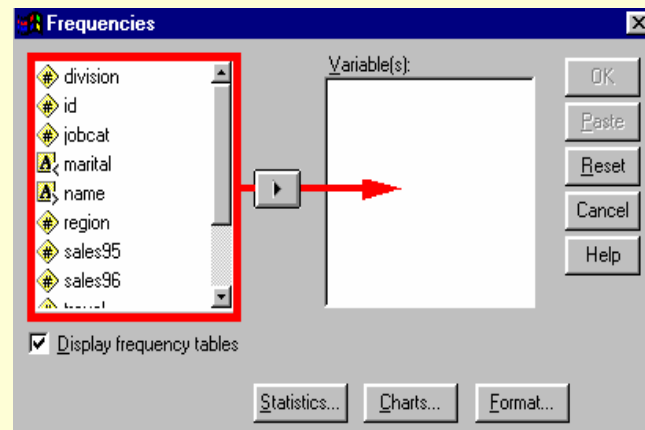 Frequencies
division
id
jobcat
marital
name
region
sales95
sales96
Variable(s):
OK
Paste
Reset
Cancel
Help
Display frequency tables
Statistics...
Charts...
Format...